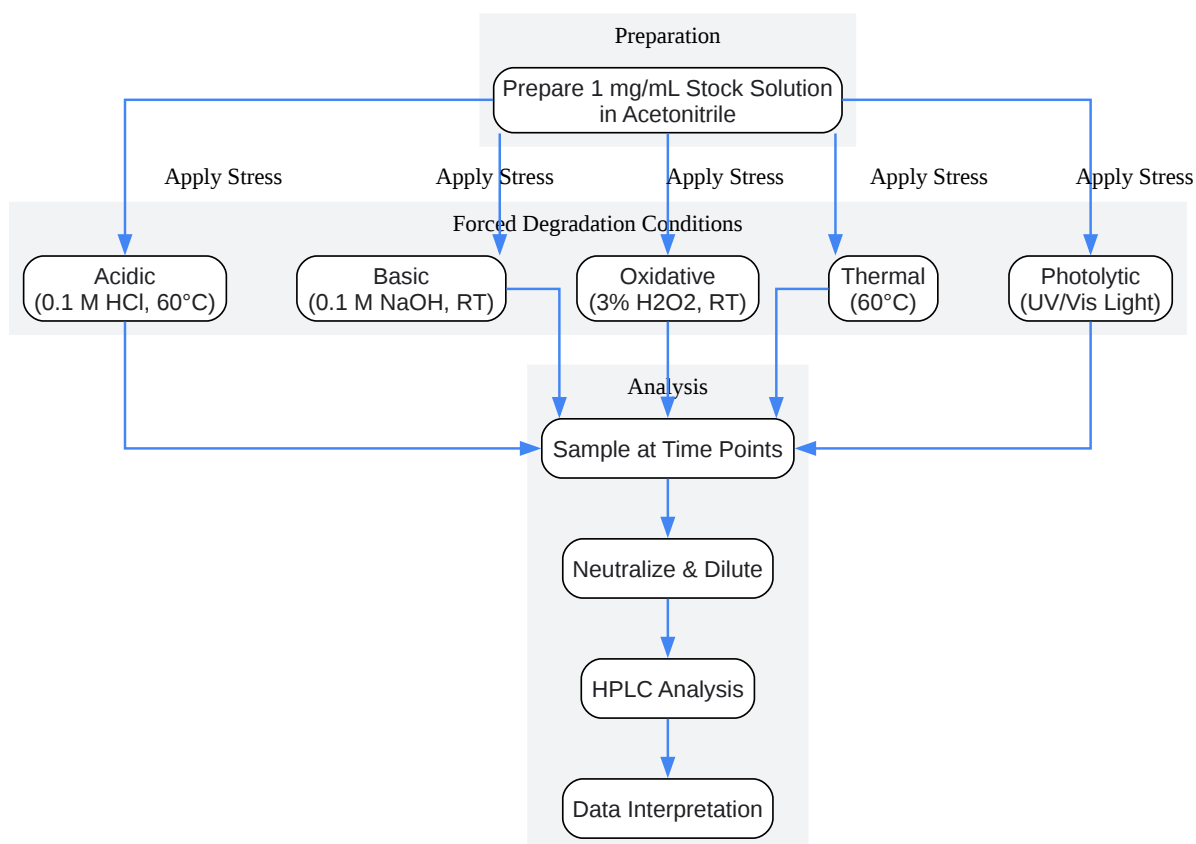 Preparation
Prepare 1 mg/mL Stock Solution
in Acetonitrile
Apply Stress
Apply Stress
Apply Stress
Apply Stress
Apply Stress
Forced Degradation Conditions
Acidic
(0.1 M HCl, 60°C)
Basic
(0.1 M NaOH, RT)
Oxidative
(3% H2O2, RT)
Thermal
(60°C)
Photolytic
(UV/Vis Light)
Analysis
Sample at Time Points
Neutralize & Dilute
HPLC Analysis
Data Interpretation